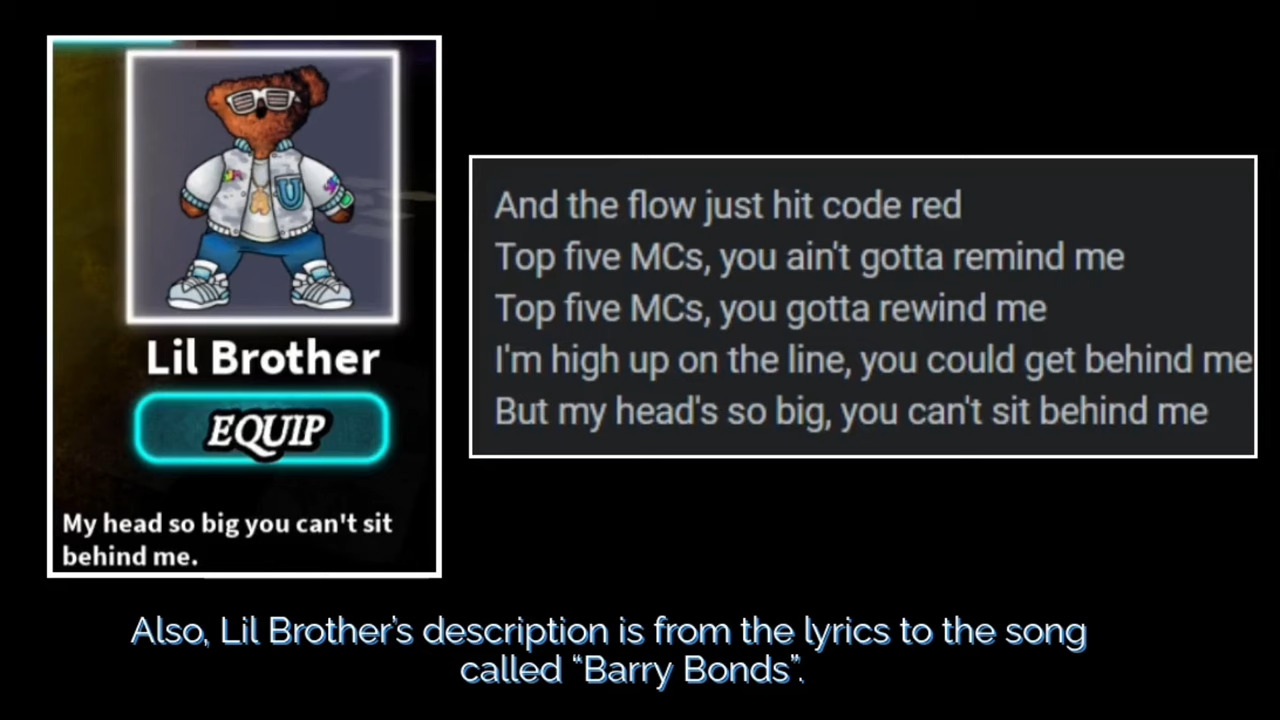 Lil Brother
EQUIP
My head so big you can't sit
behind me.
And the flow just hit code red
Top five MCs, you ain't gotta remind me
Top five MCs, you gotta rewind me
I'm high up on the line, you could get behind me
But my head's so big, you can't sit behind me
Also, Lil Brother’s description is from the lyrics to the song
called “Barry Bonds”.